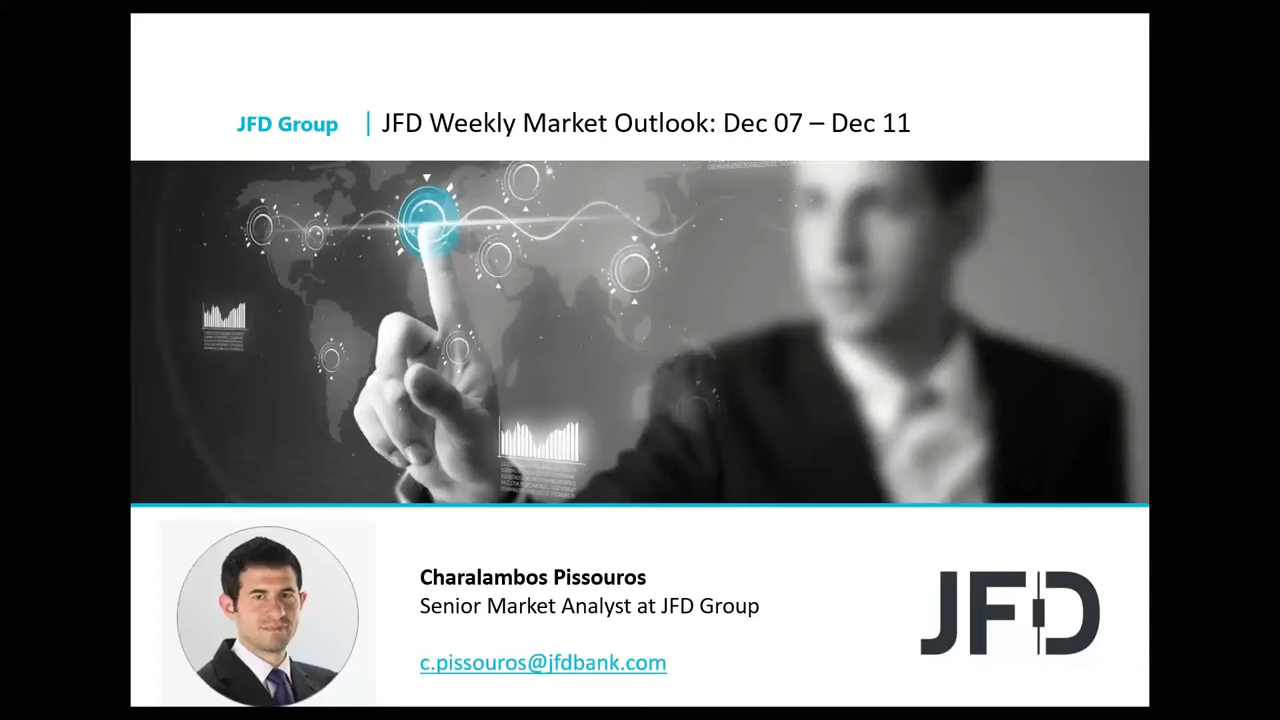 JFD Group | JFD Weekly Market Outlook: Dec 07 – Dec 11
Charalambos Pissouros
Senior Market Analyst at JFD Group
c.pissouros@jfdbank.com
JFD